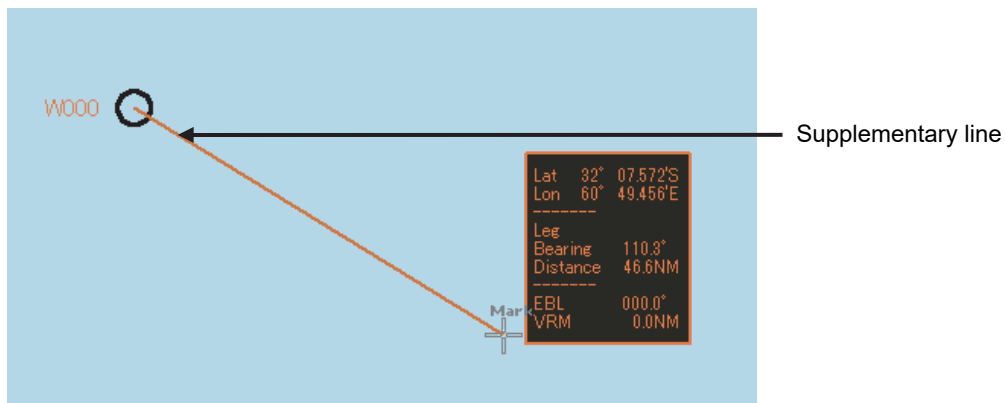 W000
Supplementary line
Lat 32° 07.572'S
Lon 60° 49.456'E
-------
Leg
Bearing 110.3°
Distance 46.6NM
-------
EBL 000.0°
VRM 0.0NM
Mark